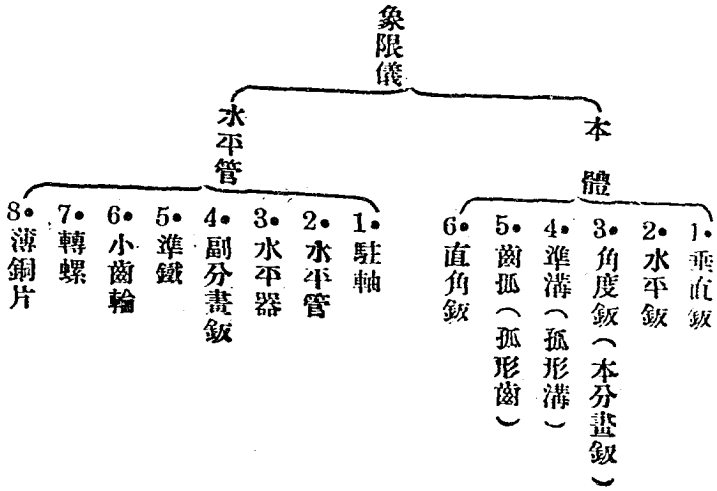 象限儀
本體
1. 垂直鈑
2. 水平鈑
3. 角度鈑(本分畫鈑)
4. 準溝(孤形溝)
5. 齒孤(孤形齒)
6. 直角鈑
水平管
1. 駐軸
2. 水平管
3. 水平器
4. 副分畫鈑
5. 準鐵
6. 小齒輪
7. 轉螺
8. 薄銅片